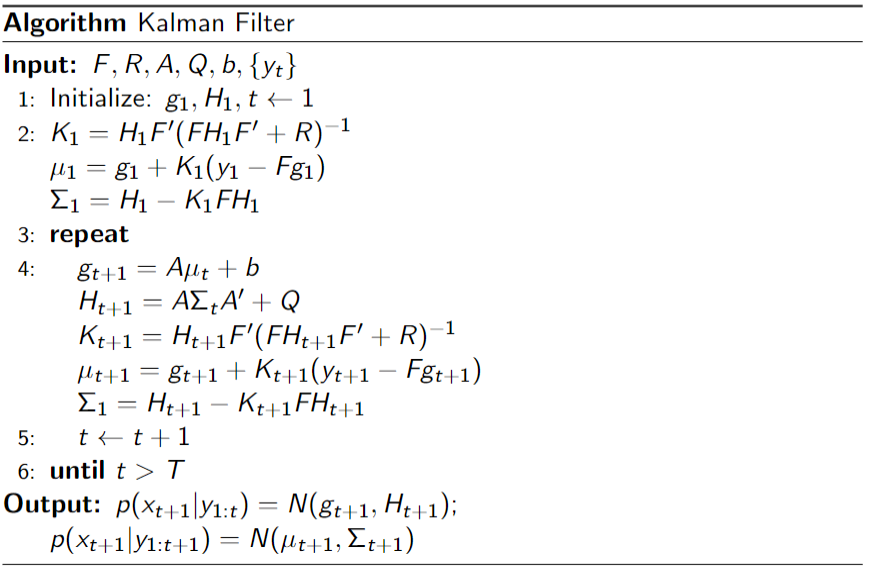 Algorithm Kalman Filter
Input: F, R, A, Q, b, {y_t}
1: Initialize: g_1, H_1, t ← 1
2: K_1 = H_1F′(FH_1F′ + R)^{−1}
μ_1 = g_1 + K_1(y_1 − Fg_1)
Σ_1 = H_1 − K_1FH_1
3: repeat
4: g_{t+1} = Aμ_t + b
H_{t+1} = AΣ_tA′ + Q
K_{t+1} = H_{t+1}F′(FH_{t+1}F′ + R)^{−1}
μ_{t+1} = g_{t+1} + K_{t+1}(y_{t+1} − Fg_{t+1})
Σ_1 = H_{t+1} − K_{t+1}FH_{t+1}
5: t ← t + 1
6: until t > T
Output: p(x_{t+1}|y_{1:t}) = N(g_{t+1}, H_{t+1});
p(x_{t+1}|y_{1:t+1}) = N(μ_{t+1}, Σ_{t+1})